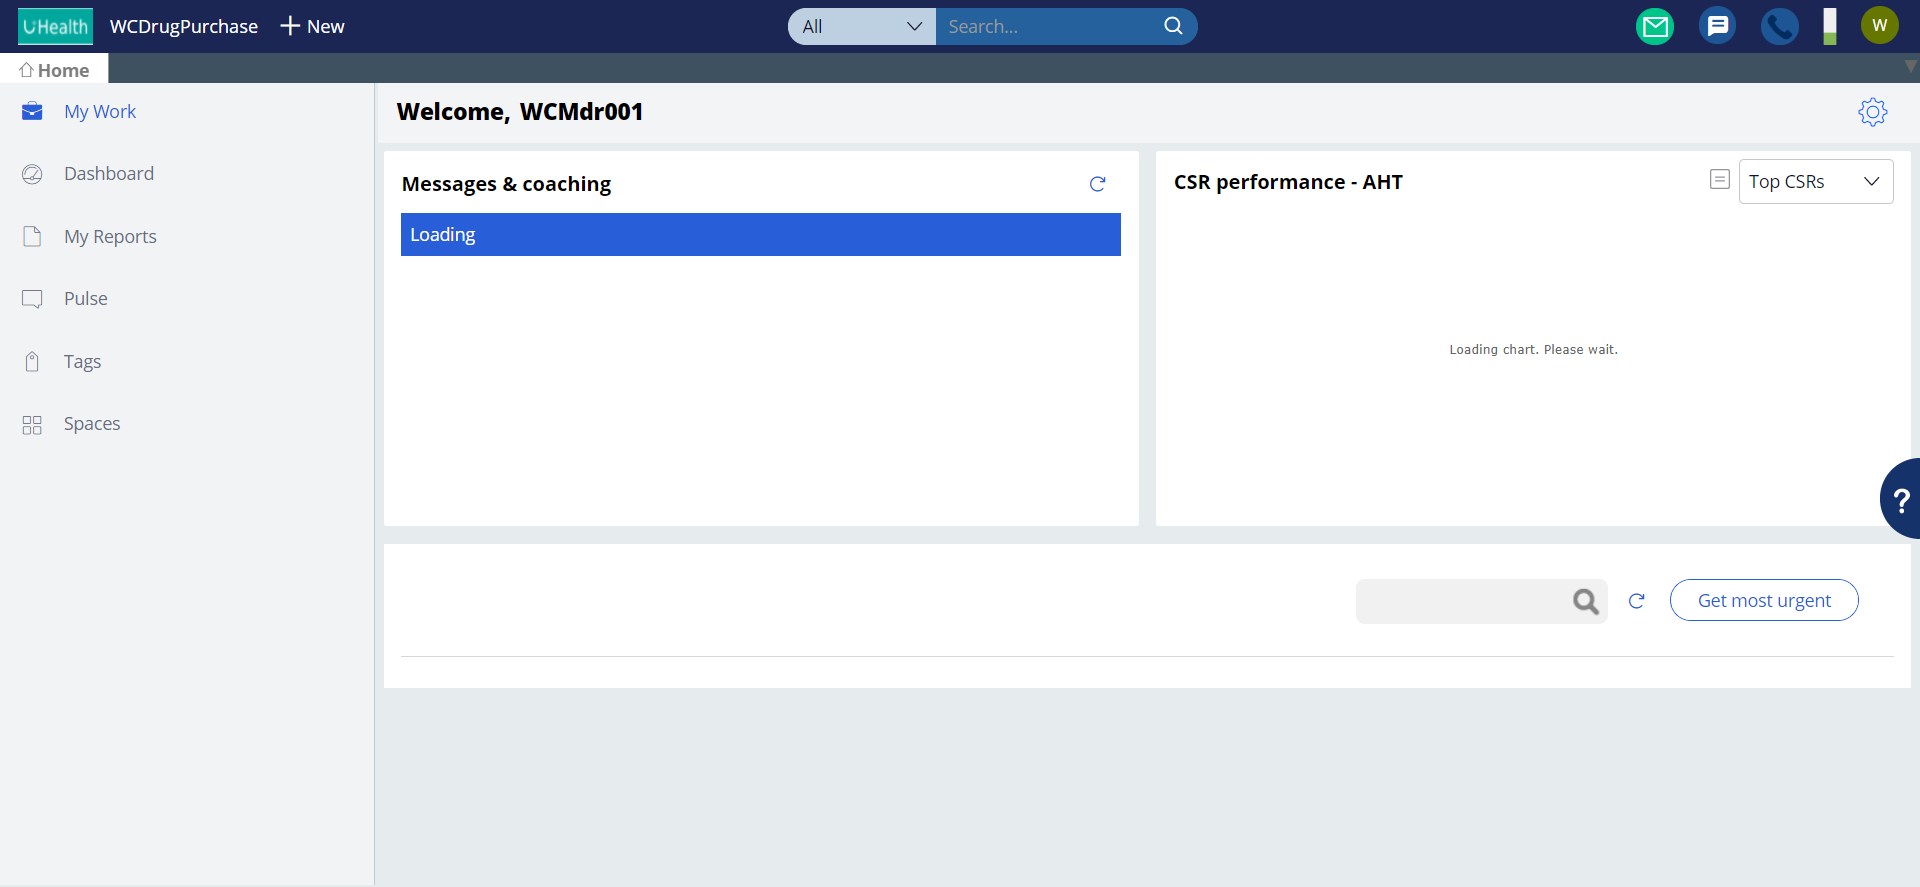 UHealth WCDrugPurchase New All Search... W
Home
My Work
Dashboard
My Reports
Pulse
Tags
Spaces
Welcome, WCMdr001
Messages & coaching
Loading
CSR performance - AHT Top CSRs
Loading chart. Please wait.
?
Get most urgent